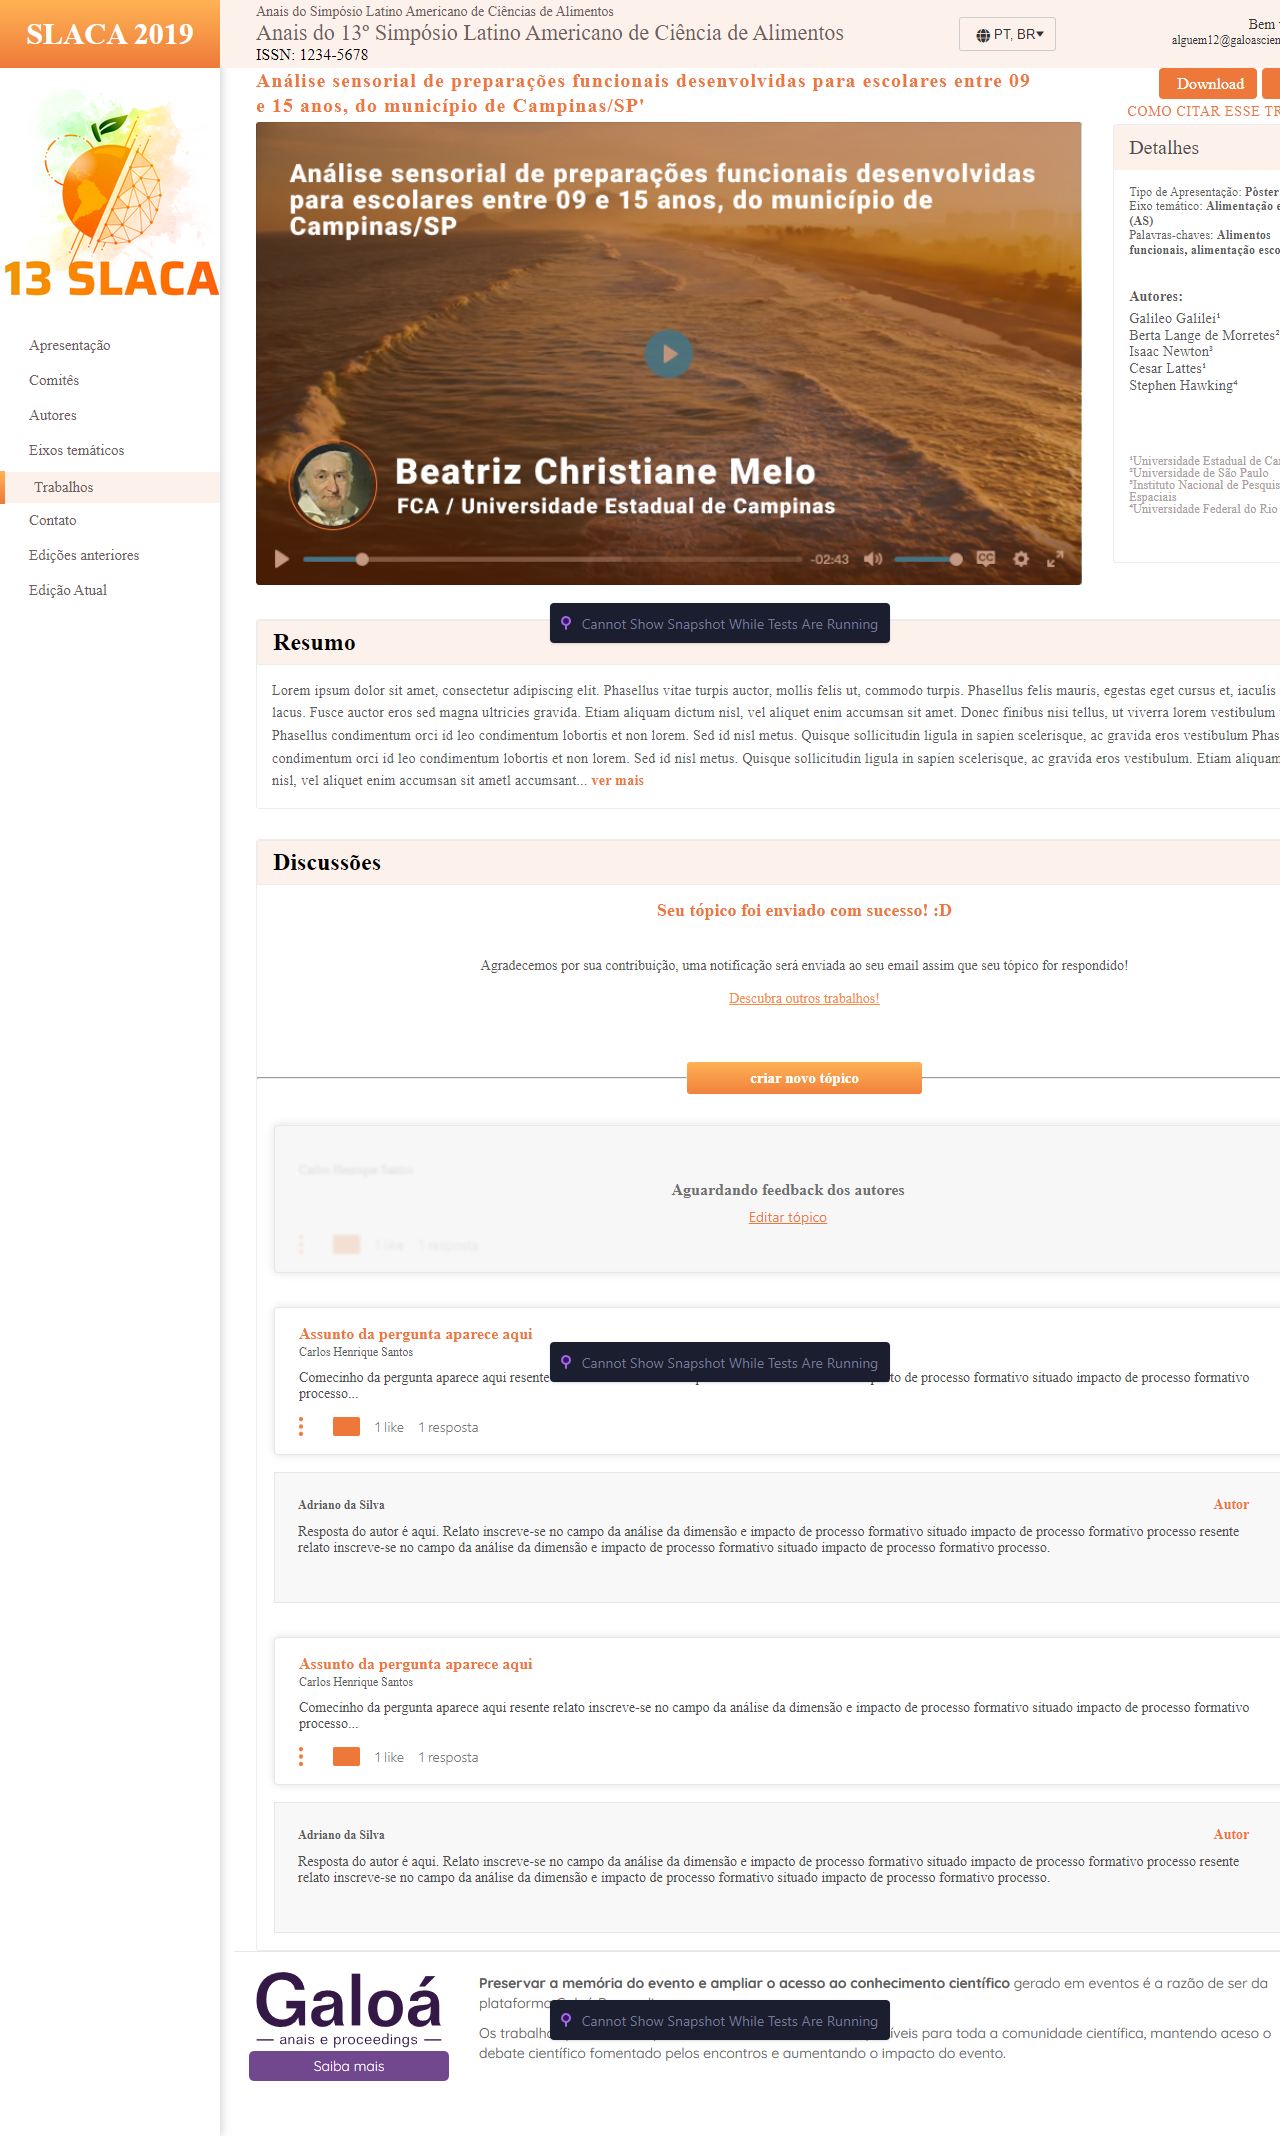 SLACA 2019
Anais do Simpósio Latino Americano de Ciências de Alimentos
Anais do 13º Simpósio Latino Americano de Ciência de Alimentos
ISSN: 1234-5678
PT, BR
Bem
alguem12@galoascien
13 SLACA
Apresentação
Comitês
Autores
Eixos temáticos
Trabalhos
Contato
Edições anteriores
Edição Atual
Análise sensorial de preparações funcionais desenvolvidas para escolares entre 09
e 15 anos, do município de Campinas/SP'
Download
COMO CITAR ESSE TR
Análise sensorial de preparações funcionais desenvolvidas
para escolares entre 09 e 15 anos, do município de
Campinas/SP
Beatriz Christiane Melo
FCA / Universidade Estadual de Campinas
-02:43
CC
Detalhes
Tipo de Apresentação: Pôster
Eixo temático: Alimentação e
(AS)
Palavras-chaves: Alimentos
funcionais, alimentação esco
Autores:
Galileo Galilei¹
Berta Lange de Morretes²
Isaac Newton³
Cesar Lattes¹
Stephen Hawking⁴
¹Universidade Estadual de Ca
²Universidade de São Paulo
³Instituto Nacional de Pesquis
Espaciais
⁴Universidade Federal do Rio
Cannot Show Snapshot While Tests Are Running
Resumo
Lorem ipsum dolor sit amet, consectetur adipiscing elit. Phasellus vitae turpis auctor, mollis felis ut, commodo turpis. Phasellus felis mauris, egestas eget cursus et, iaculis
lacus. Fusce auctor eros sed magna ultricies gravida. Etiam aliquam dictum nisl, vel aliquet enim accumsan sit amet. Donec finibus nisi tellus, ut viverra lorem vestibulum
Phasellus condimentum orci id leo condimentum lobortis et non lorem. Sed id nisl metus. Quisque sollicitudin ligula in sapien scelerisque, ac gravida eros vestibulum Phas
condimentum orci id leo condimentum lobortis et non lorem. Sed id nisl metus. Quisque sollicitudin ligula in sapien scelerisque, ac gravida eros vestibulum. Etiam aliquam
nisl, vel aliquet enim accumsan sit ametl accumsant... ver mais
Discussões
Seu tópico foi enviado com sucesso! :D
Agradecemos por sua contribuição, uma notificação será enviada ao seu email assim que seu tópico for respondido!
Descubra outros trabalhos!
criar novo tópico
Carlos Henrique Santos
Aguardando feedback dos autores
Editar tópico
1 like 1 resposta
Assunto da pergunta aparece aqui
Carlos Henrique Santos
Cannot Show Snapshot While Tests Are Running
Comecinho da pergunta aparece aqui resente to de processo formativo situado impacto de processo formativo
processo...
1 like 1 resposta
Adriano da Silva
Autor
Resposta do autor é aqui. Relato inscreve-se no campo da análise da dimensão e impacto de processo formativo situado impacto de processo formativo processo resente
relato inscreve-se no campo da análise da dimensão e impacto de processo formativo situado impacto de processo formativo processo.
Assunto da pergunta aparece aqui
Carlos Henrique Santos
Comecinho da pergunta aparece aqui resente relato inscreve-se no campo da análise da dimensão e impacto de processo formativo situado impacto de processo formativo
processo...
1 like 1 resposta
Adriano da Silva
Autor
Resposta do autor é aqui. Relato inscreve-se no campo da análise da dimensão e impacto de processo formativo situado impacto de processo formativo processo resente
relato inscreve-se no campo da análise da dimensão e impacto de processo formativo situado impacto de processo formativo processo.
Galoá
anais e proceedings
Saiba mais
Preservar a memória do evento e ampliar o acesso ao conhecimento científico gerado em eventos é a razão de ser da
plataforma
Cannot Show Snapshot While Tests Are Running
Os trabalho íveis para toda a comunidade científica, mantendo aceso o
debate científico fomentado pelos encontros e aumentando o impacto do evento.